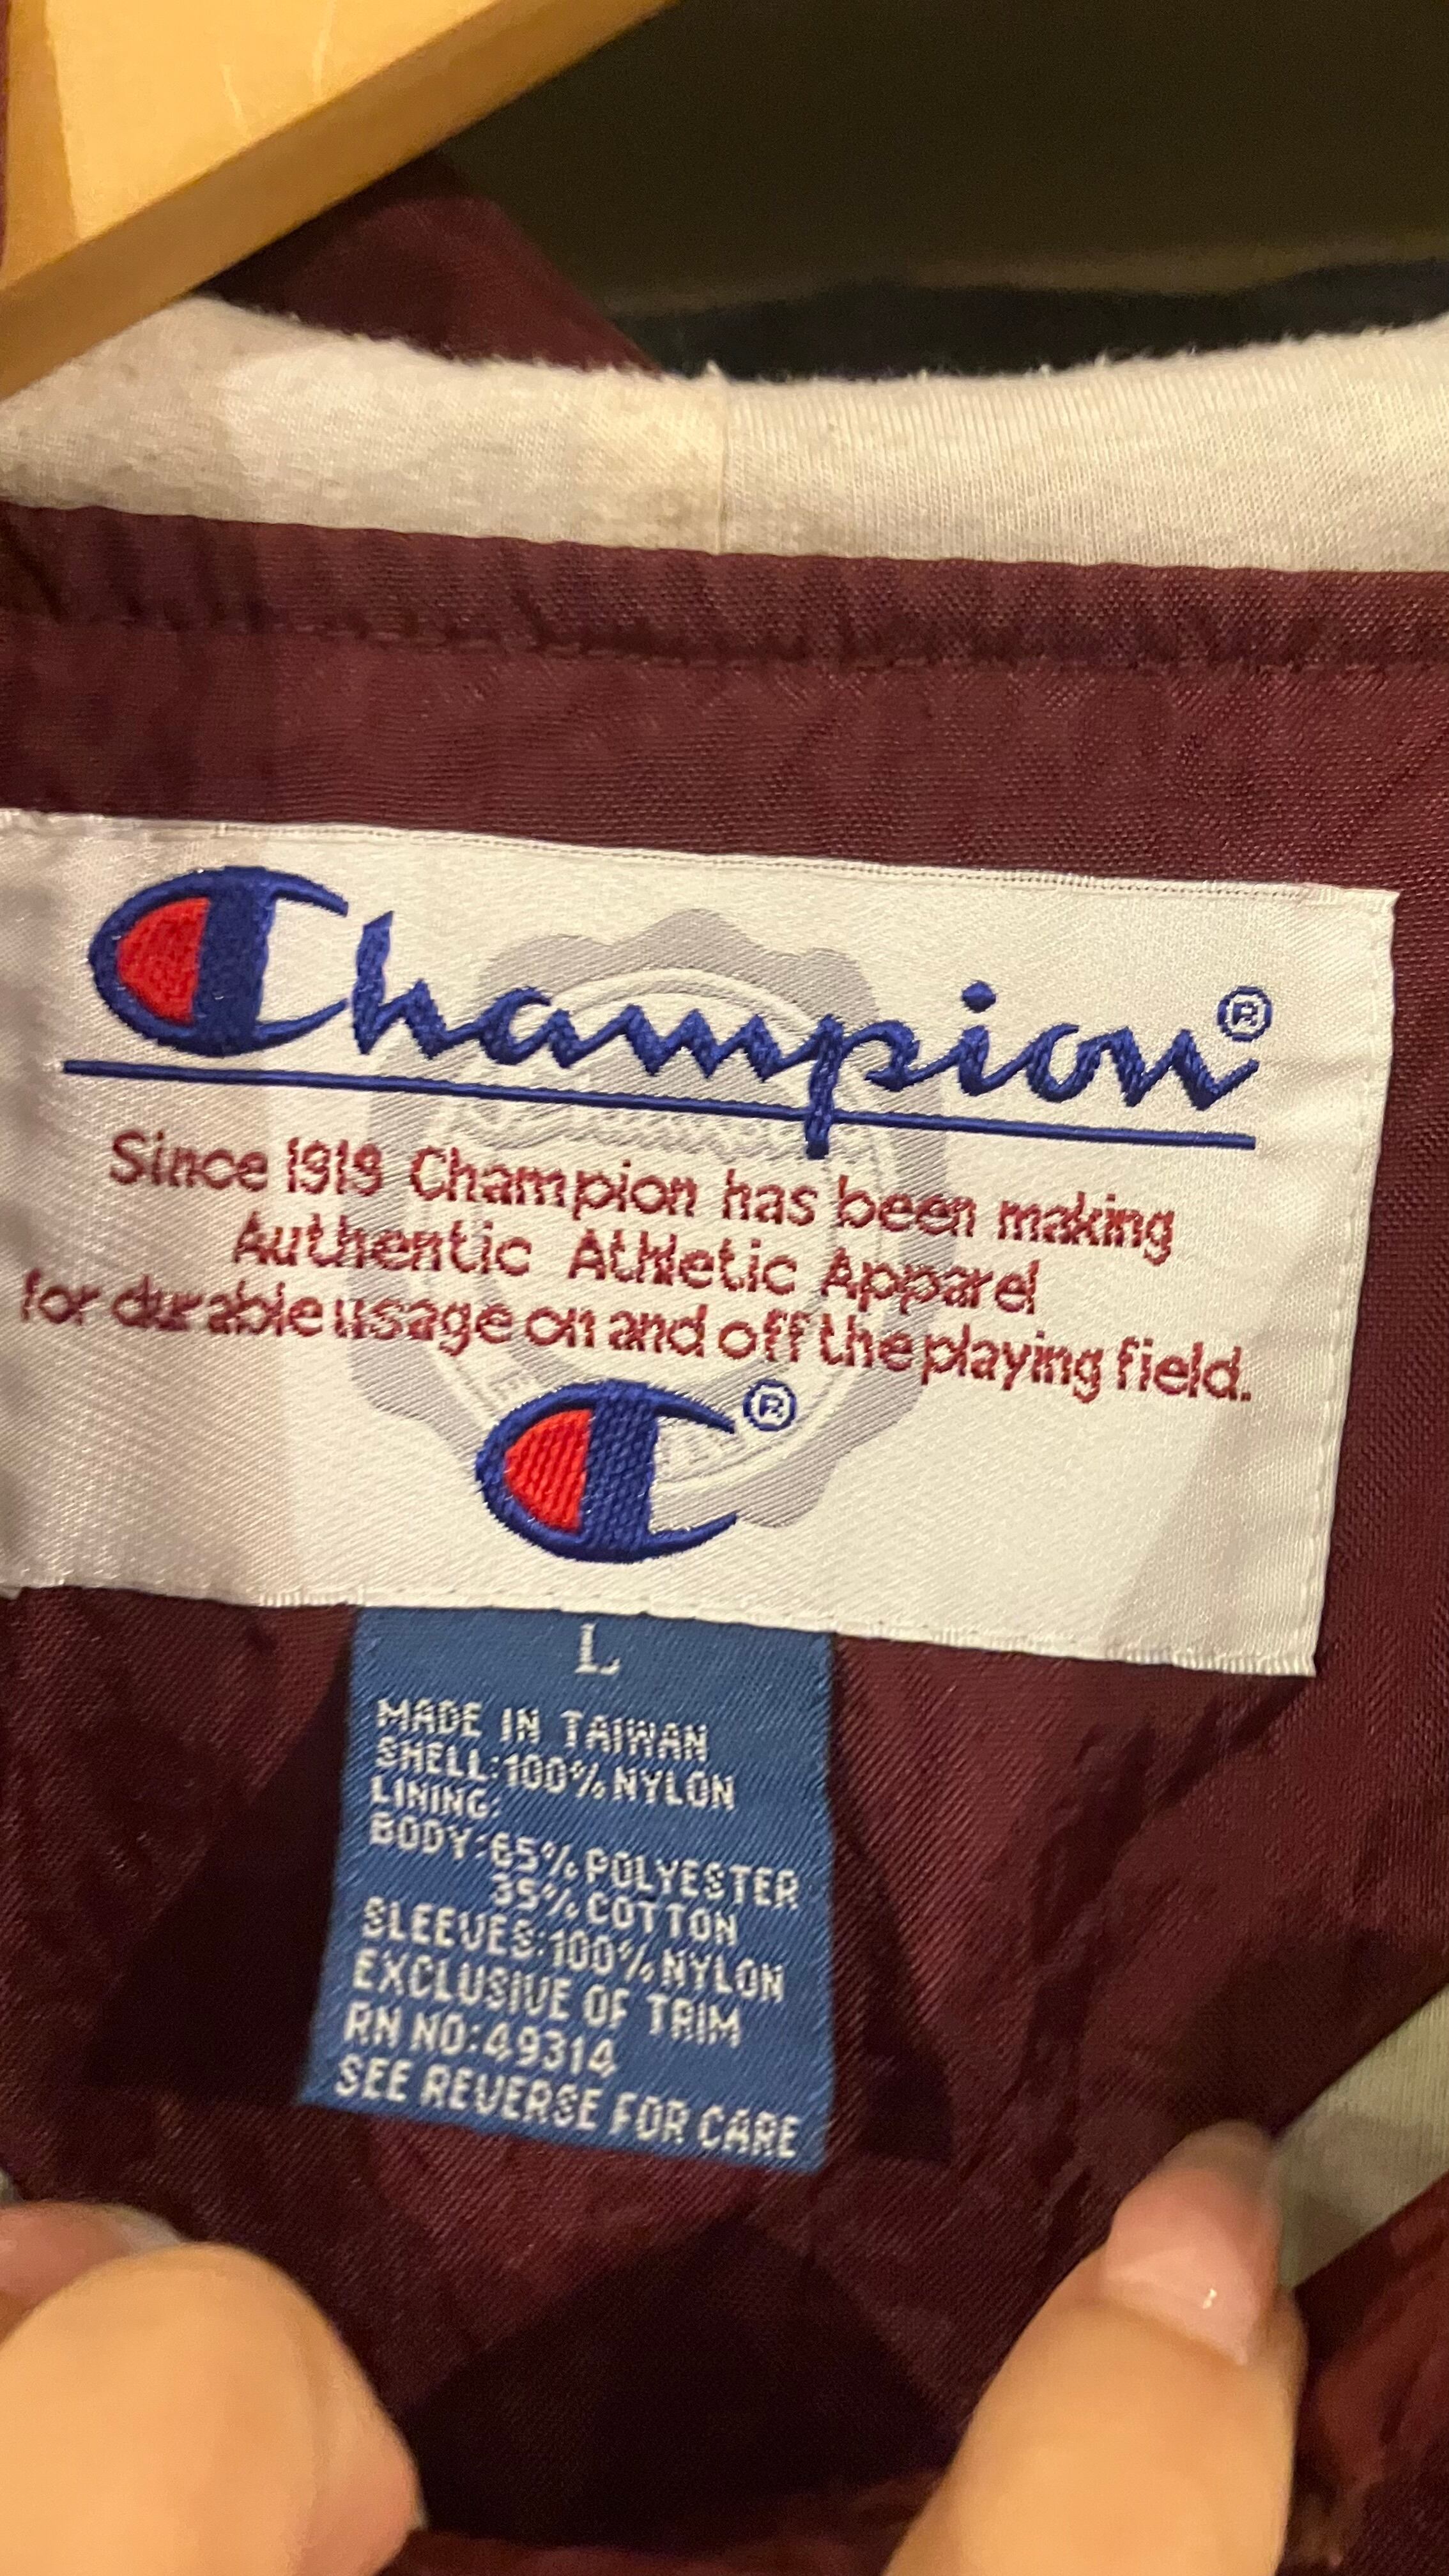 Champion®
Since 1919 Champion has been making
Authentic Athletic Apparel
for durable usage on and off the playing field.
C®
L
MADE IN TAIWAN
SHELL:100% NYLON
LINING:
BODY:65% POLYESTER
35% COTTON
SLEEVES:100% NYLON
EXCLUSIVE OF TRIM
RN NO:49314
SEE REVERSE FOR CARE